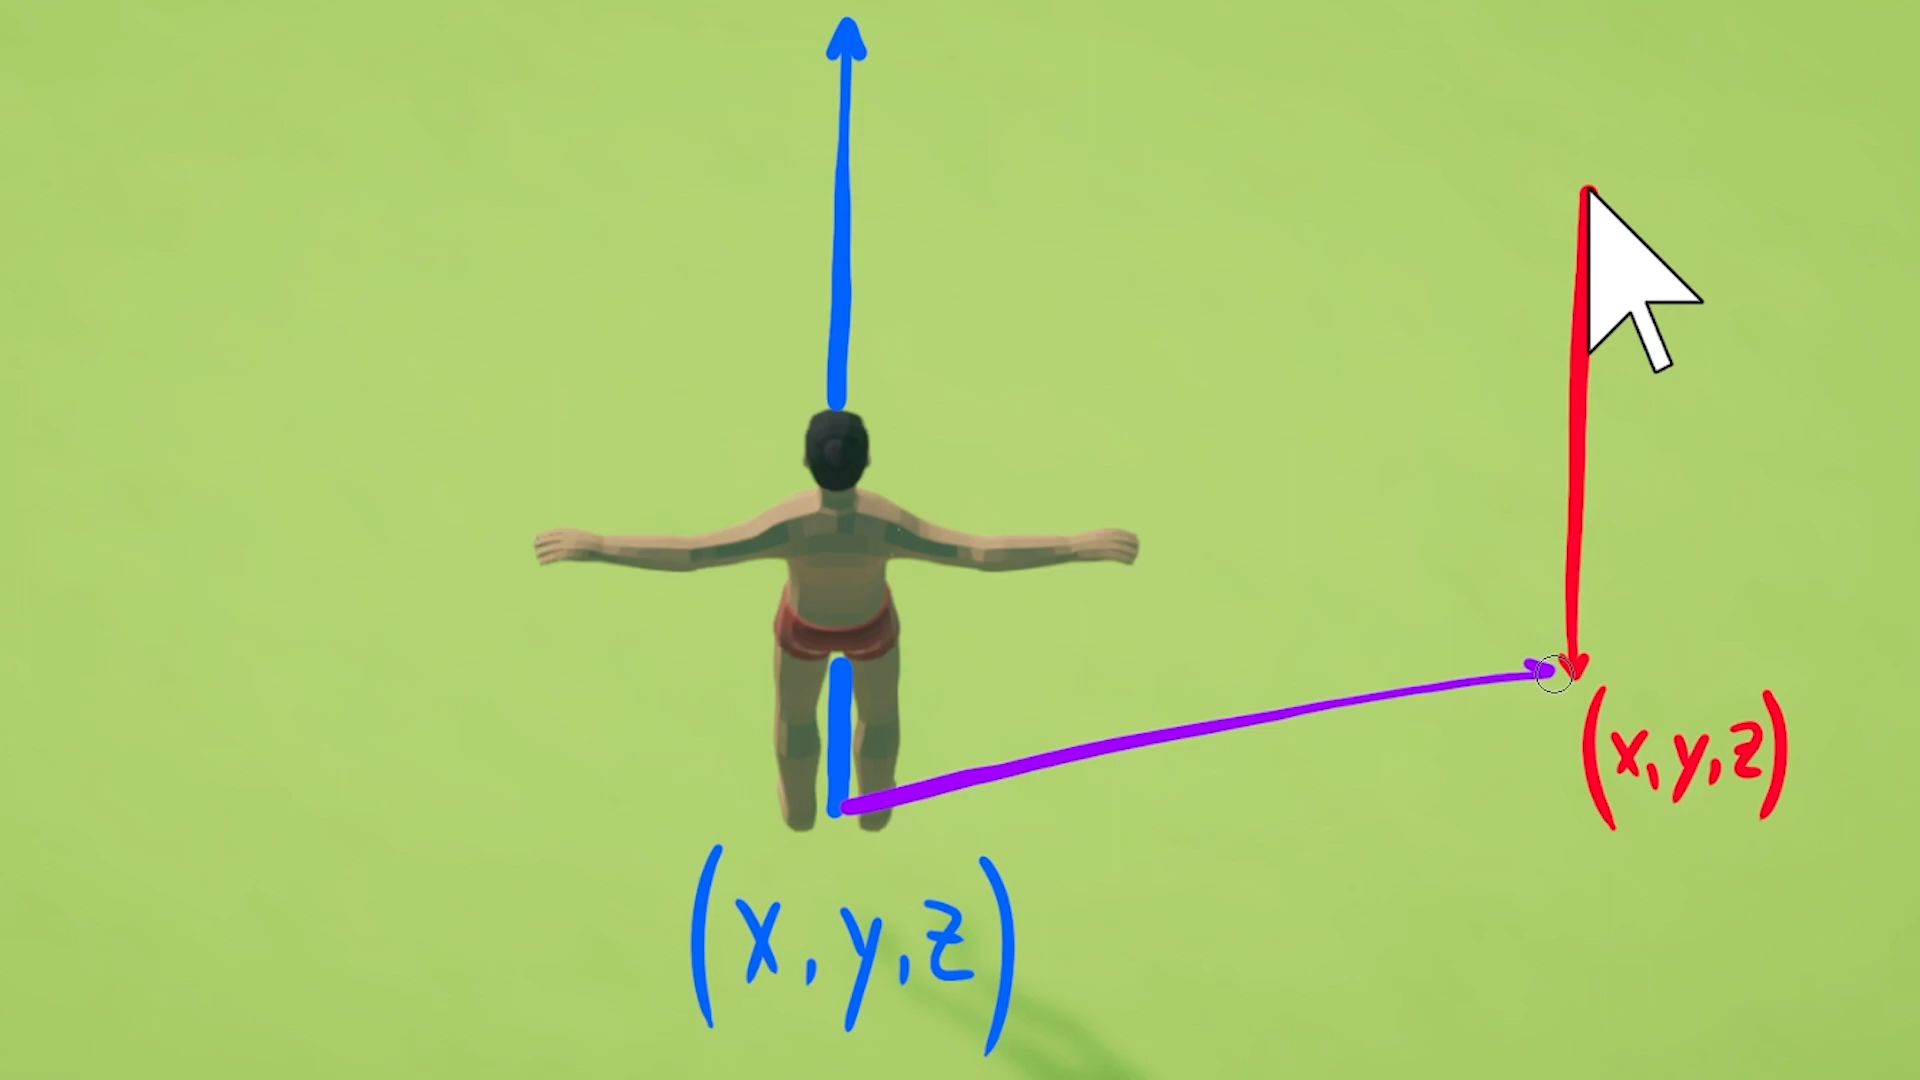 (x, y, z)
(x, y, z)